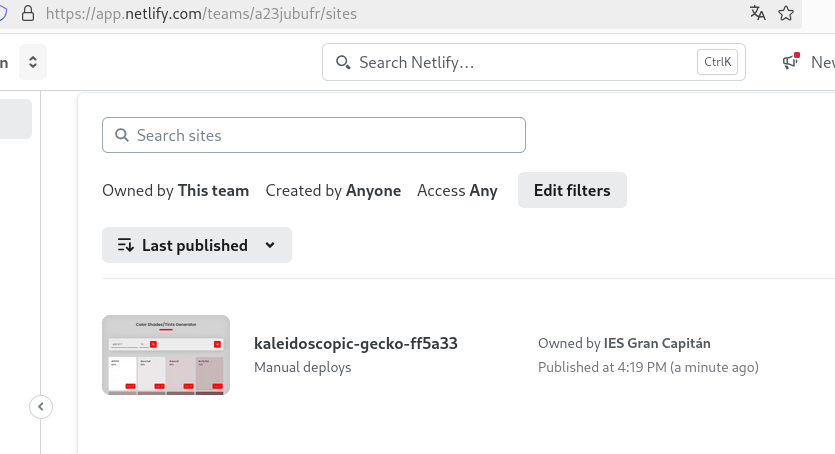 https://app.netlify.com/teams/a23jubufr/sites
n
Search Netlify…
CtrlK
New
Search sites
Owned by This team Created by Anyone Access Any Edit filters
Last published
Color Shades/Tints Generator
kaleidoscopic-gecko-ff5a33
Manual deploys
Owned by IES Gran Capitán
Published at 4:19 PM (a minute ago)